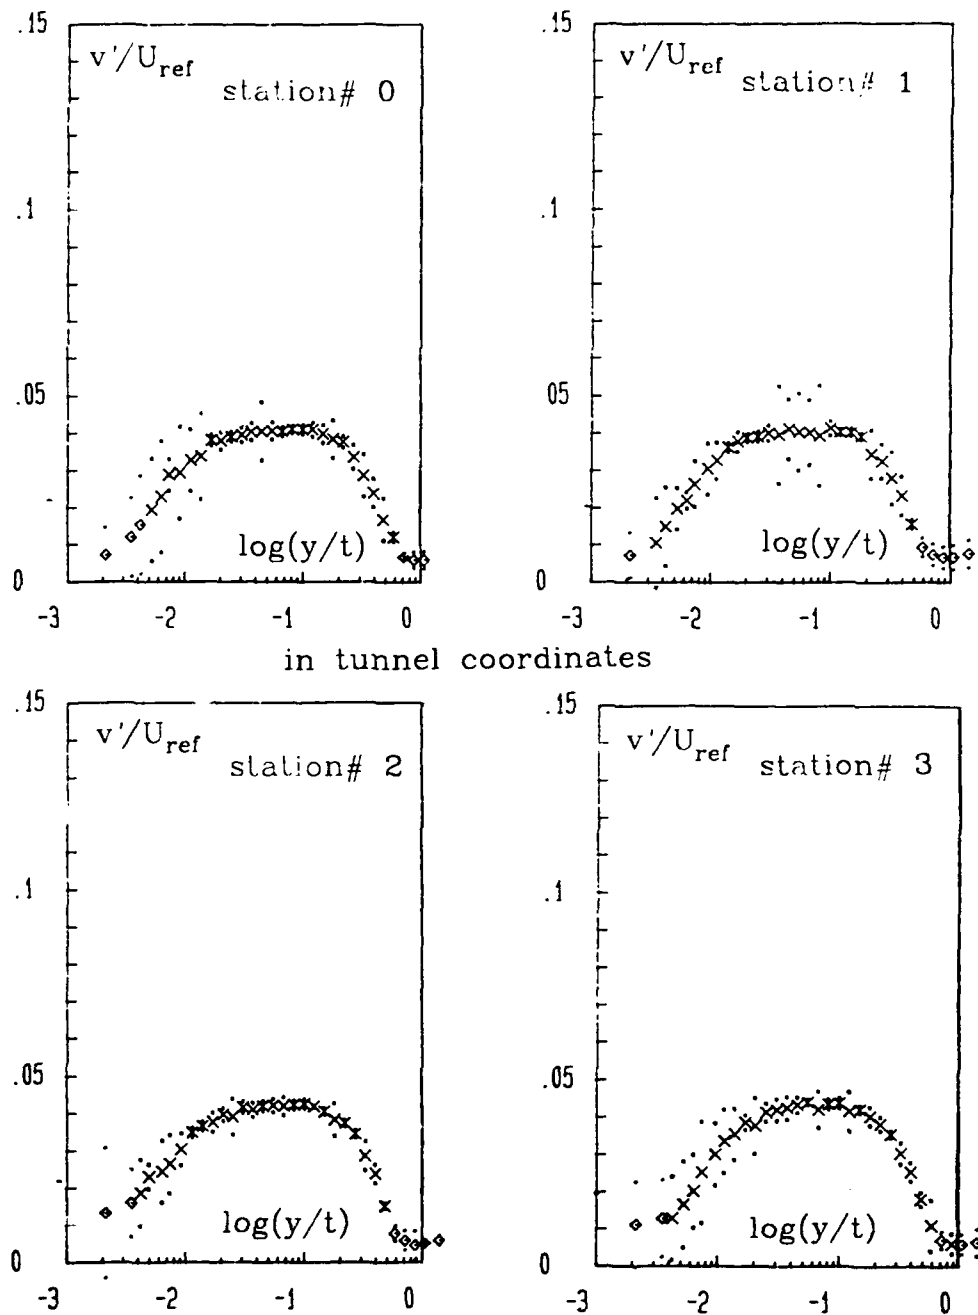 .15
v'/U_ref
station# 0
.1
.05
log(y/t)
0
-3 -2 -1 0
.15
v'/U_ref
station# 1
.1
.05
log(y/t)
0
-3 -2 -1 0
in tunnel coordinates
.15
v'/U_ref
station# 2
.1
.05
log(y/t)
0
-3 -2 -1 0
.15
v'/U_ref
station# 3
.1
.05
log(y/t)
0
-3 -2 -1 0